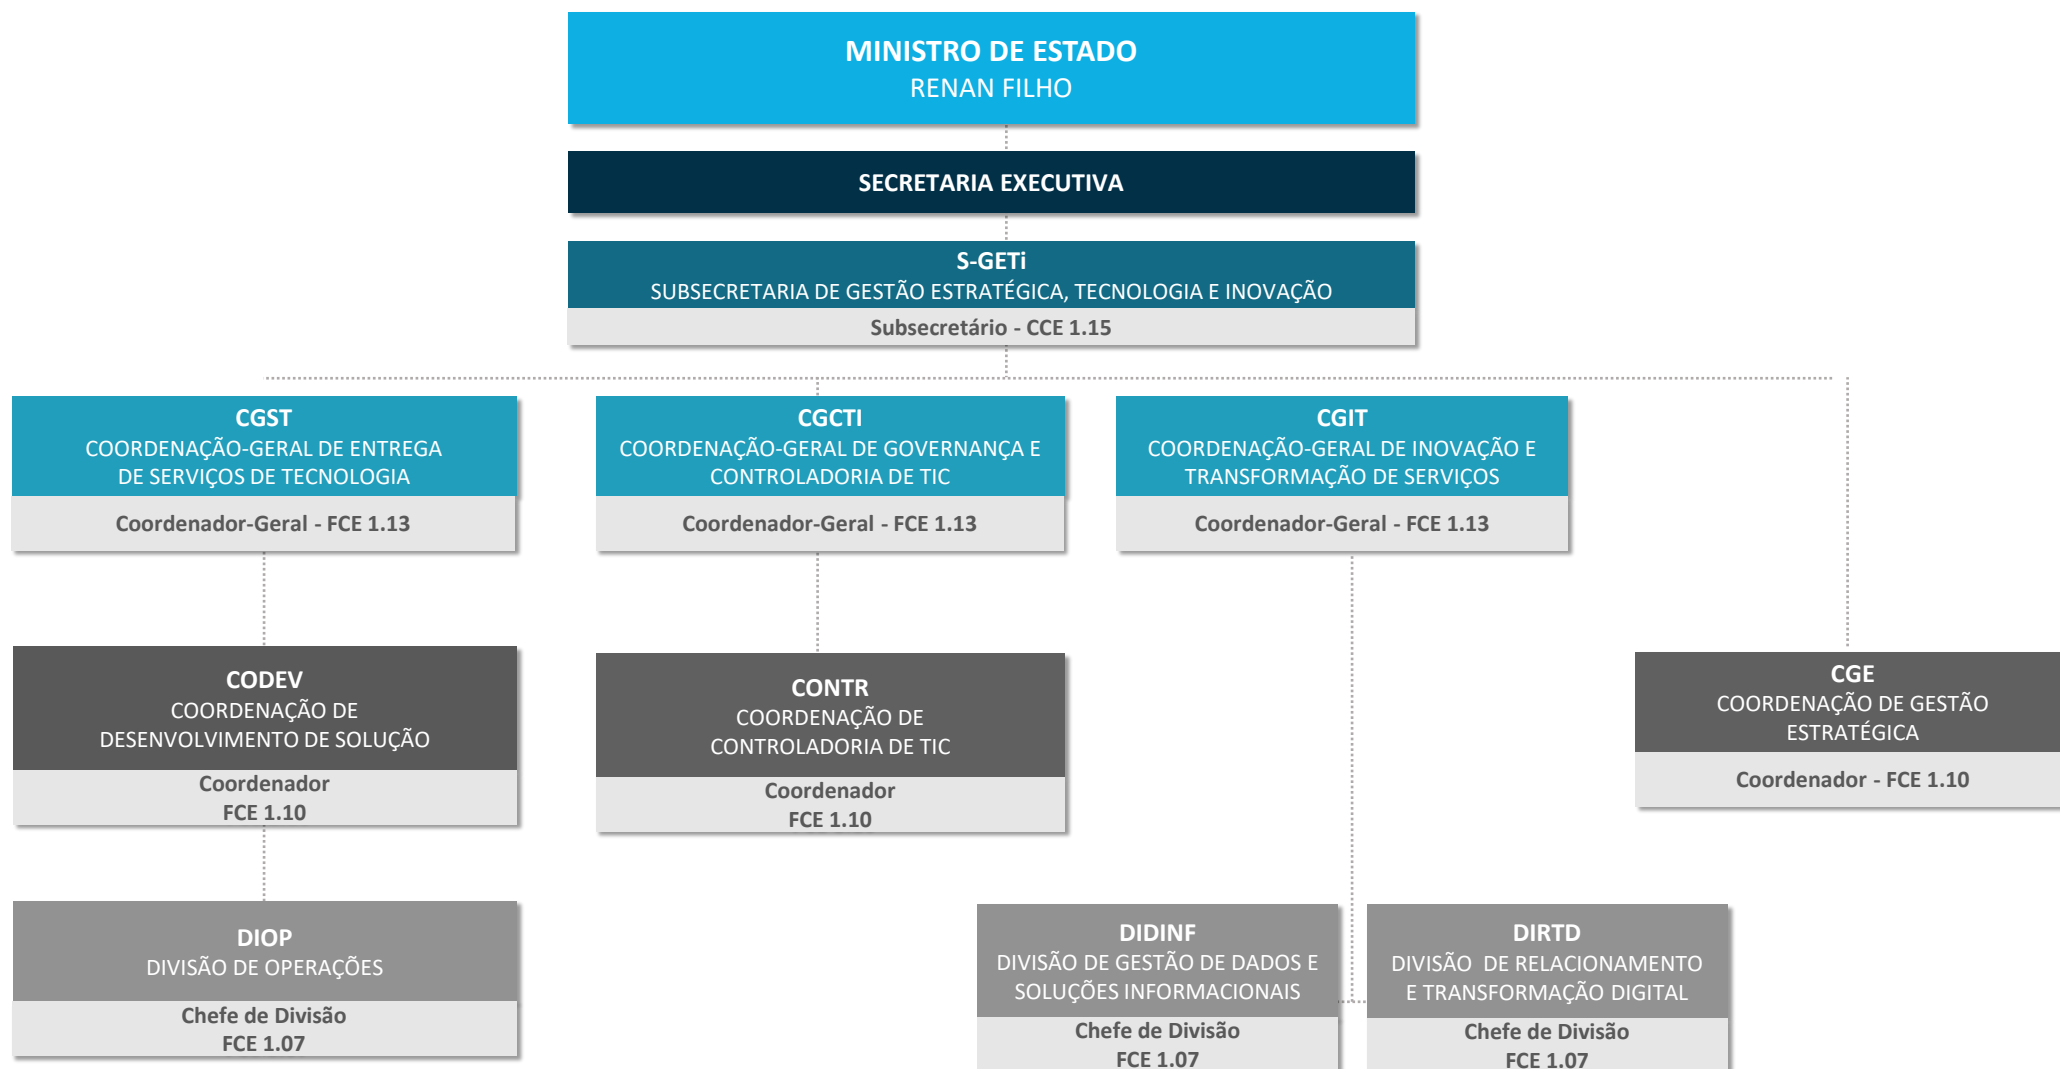 MINISTRO DE ESTADO
RENAN FILHO
SECRETARIA EXECUTIVA
S-GETi
SUBSECRETARIA DE GESTÃO ESTRATÉGICA, TECNOLOGIA E INOVAÇÃO
Subsecretário - CCE 1.15
CGST
COORDENAÇÃO-GERAL DE ENTREGA
DE SERVIÇOS DE TECNOLOGIA
Coordenador-Geral - FCE 1.13
CGCTI
COORDENAÇÃO-GERAL DE GOVERNANÇA E
CONTROLADORIA DE TIC
Coordenador-Geral - FCE 1.13
CGIT
COORDENAÇÃO-GERAL DE INOVAÇÃO E
TRANSFORMAÇÃO DE SERVIÇOS
Coordenador-Geral - FCE 1.13
CODEV
COORDENAÇÃO DE
DESENVOLVIMENTO DE SOLUÇÃO
Coordenador
FCE 1.10
CONTR
COORDENAÇÃO DE
CONTROLADORIA DE TIC
Coordenador
FCE 1.10
CGE
COORDENAÇÃO DE GESTÃO
ESTRATÉGICA
Coordenador - FCE 1.10
DIOP
DIVISÃO DE OPERAÇÕES
Chefe de Divisão
FCE 1.07
DIDINF
DIVISÃO DE GESTÃO DE DADOS E
SOLUÇÕES INFORMACIONAIS
Chefe de Divisão
FCE 1.07
DIRTD
DIVISÃO  DE RELACIONAMENTO
E TRANSFORMAÇÃO DIGITAL
Chefe de Divisão
FCE 1.07